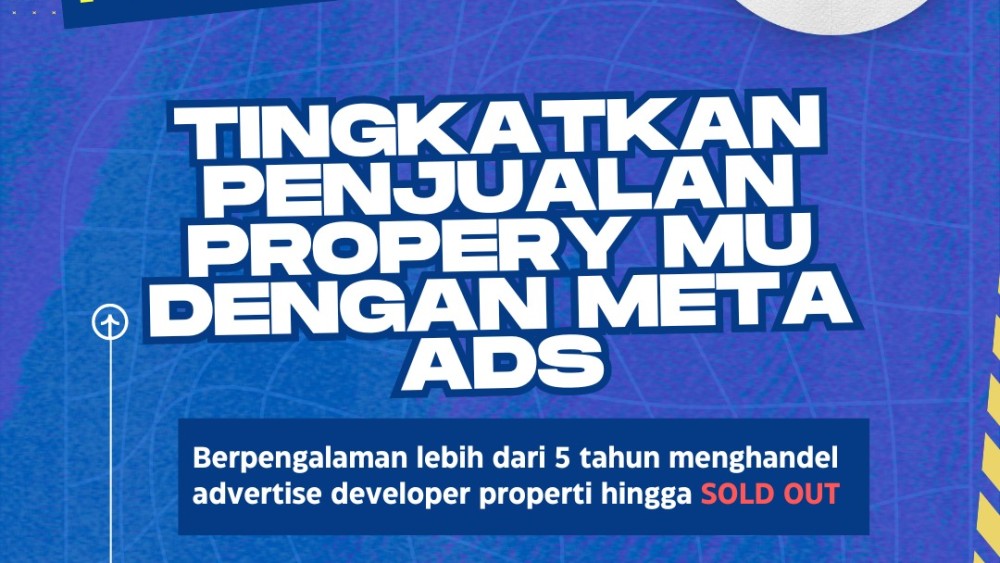 TINGKATKAN
PENJUALAN
PROPERY MU
DENGAN META
ADS
Berpengalaman lebih dari 5 tahun menghandel
advertise developer properti hingga SOLD OUT